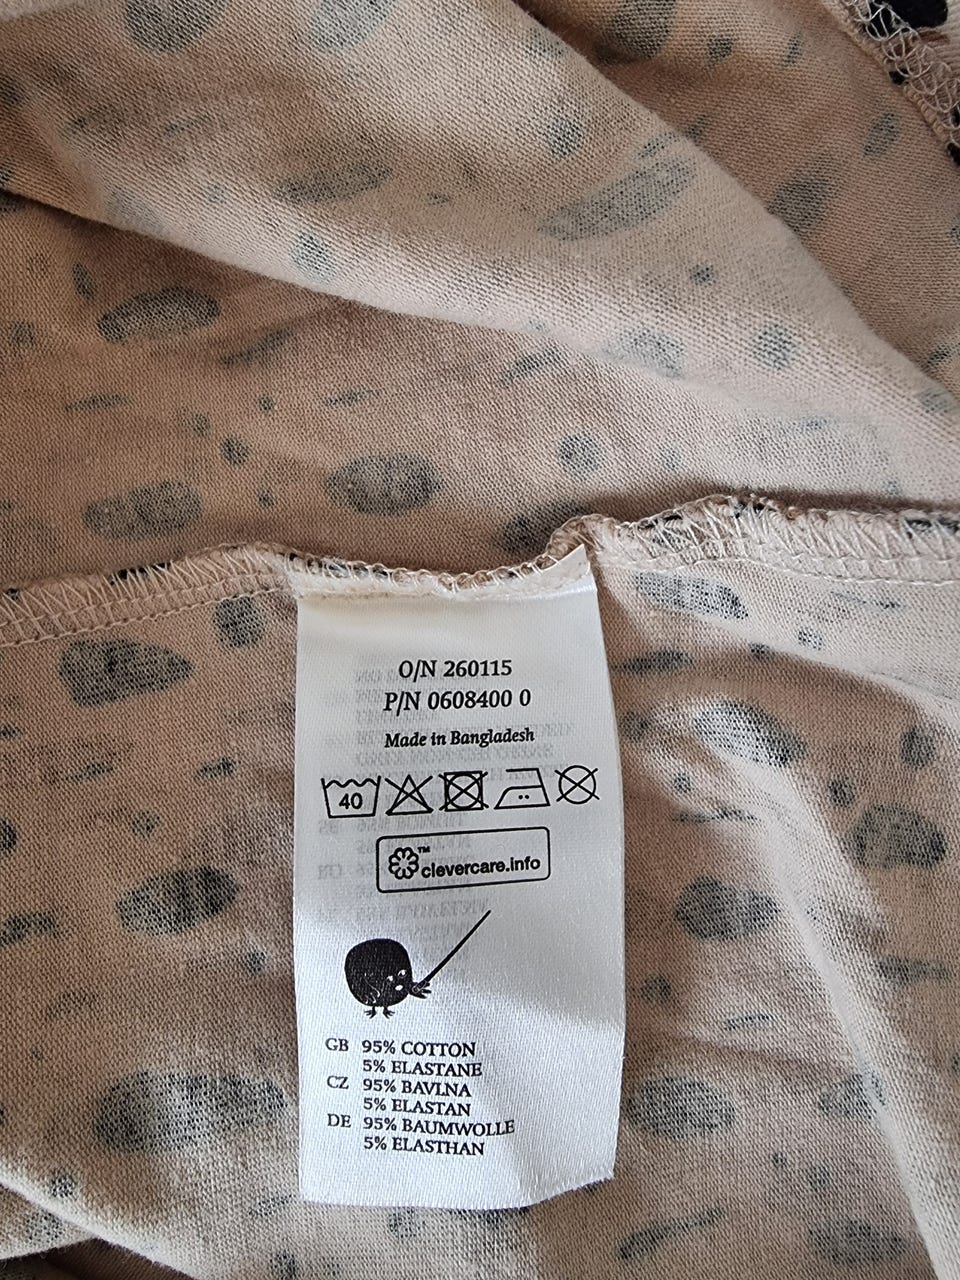 O/N 260115
P/N 0608400 0
Made in Bangladesh
40
™
clevercare.info
GB 95% COTTON
5% ELASTANE
CZ 95% BAVLNA
5% ELASTAN
DE 95% BAUMWOLLE
5% ELASTHAN